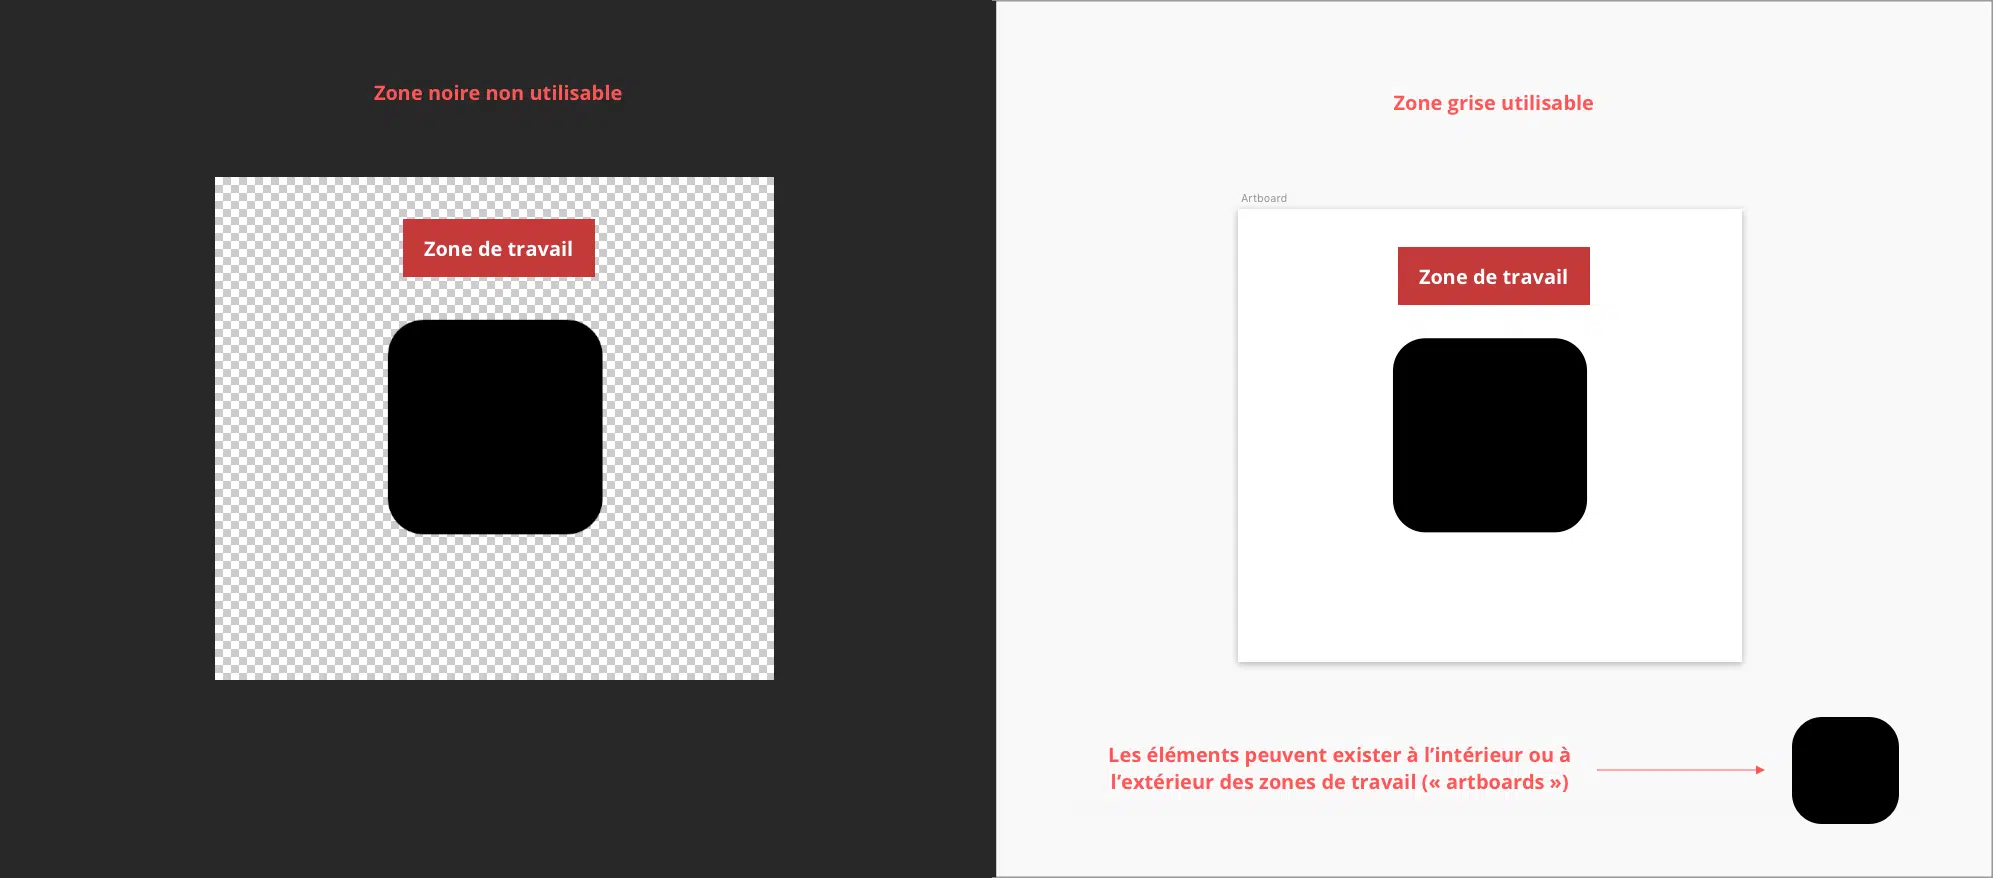 Zone noire non utilisable
Zone de travail
Zone grise utilisable
Artboard
Zone de travail
Les éléments peuvent exister à l’intérieur ou à
l’extérieur des zones de travail (« artboards »)